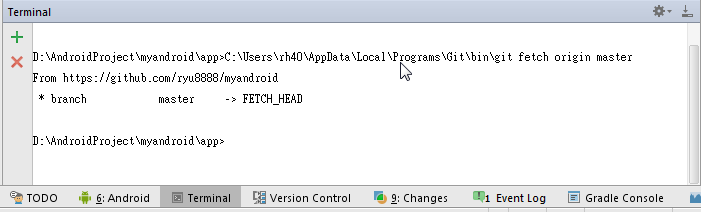 Terminal
D:\AndroidProject\myandroid\app>C:\Users\rh40\AppData\Local\Programs\Git\bin\git fetch origin master
From https://github.com/ryu8888/myandroid
* branch master -> FETCH_HEAD
D:\AndroidProject\myandroid\app>
TODO 6: Android Terminal Version Control 9: Changes 1 Event Log Gradle Console